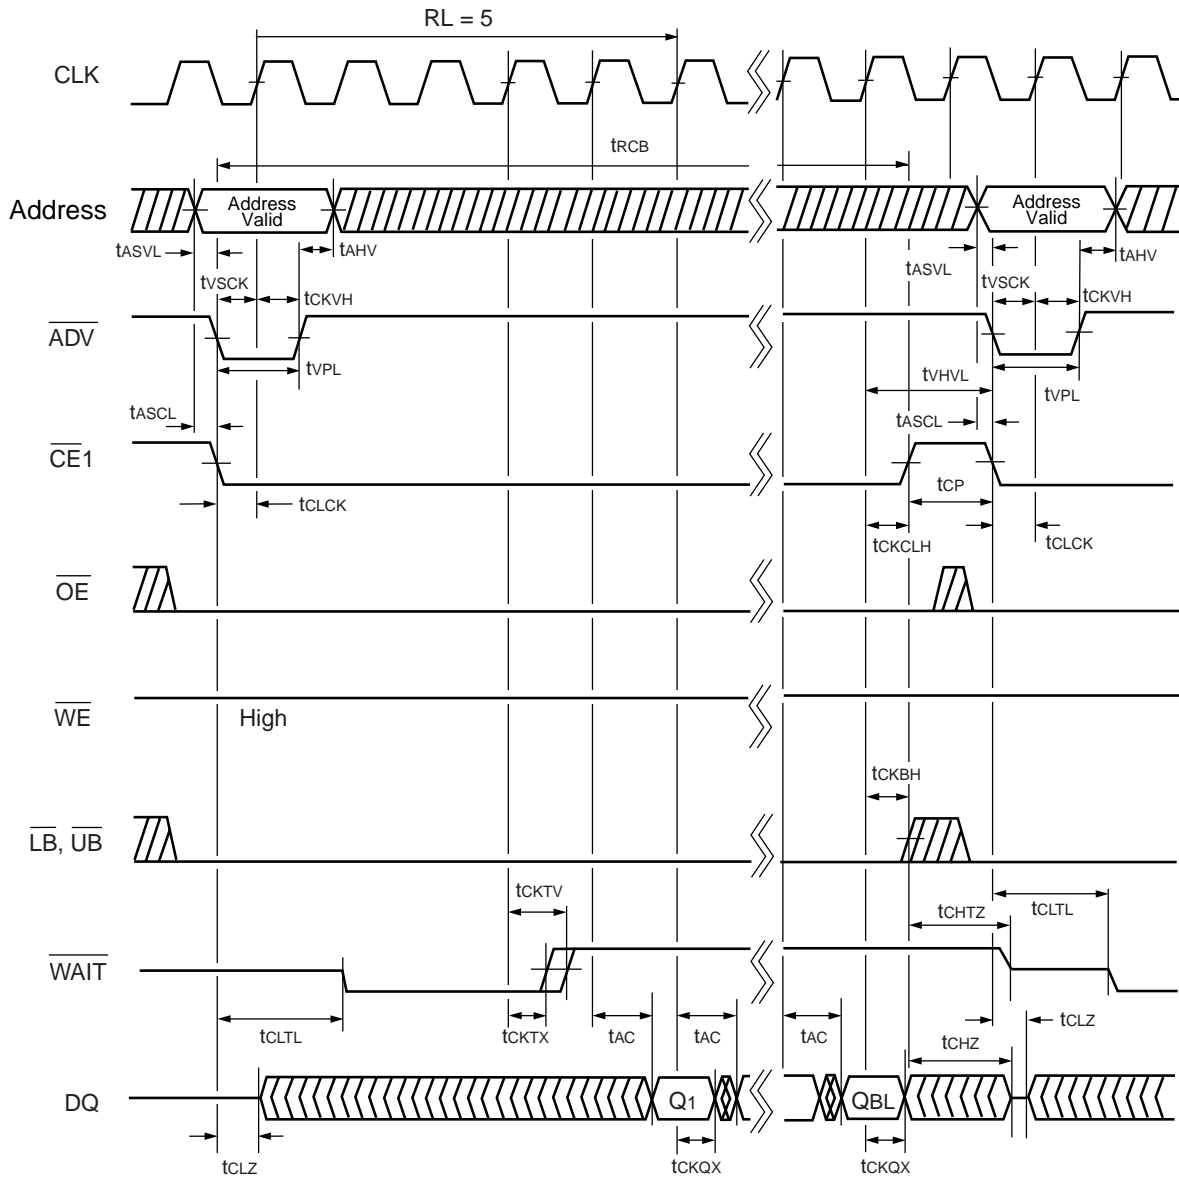 RL = 5
CLK
tRCB
Address
Address Valid
Address Valid
tASVL
tAHV
tASVL
tAHV
tVSCK
tCKVH
tVSCK
tCKVH
ADV
tVPL
tVHVL
tVPL
tASCL
tASCL
CE1
tCP
tCLCK
tCKCLH
tCLCK
OE
WE
High
tCKBH
LB, UB
tCKTV
tCHTZ
tCLTL
WAIT
tCLTL
tCKTX
tAC
tAC
tAC
tCHZ
tCLZ
DQ
Q1
QBL
tCLZ
tCKQX
tCKQX